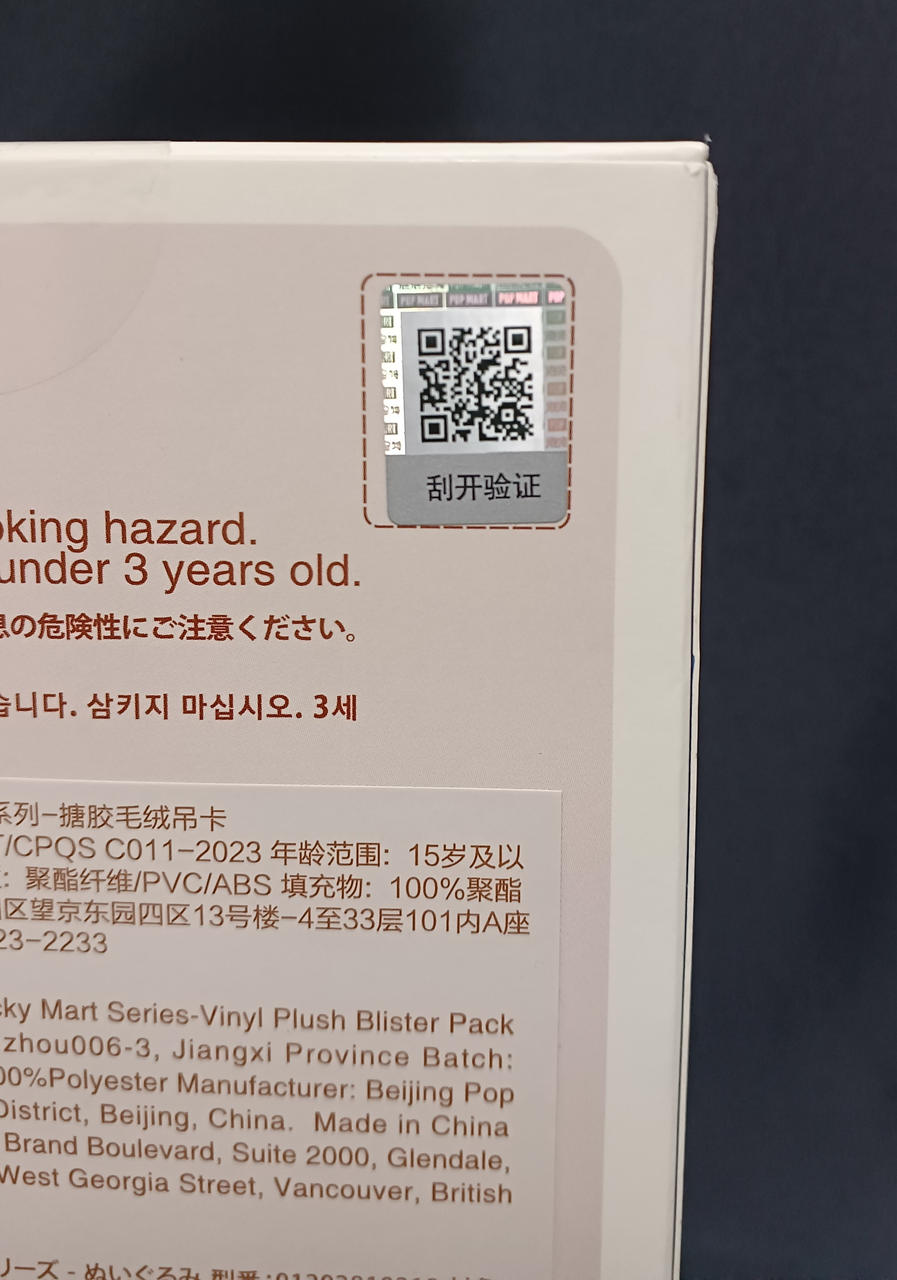 POP MART POP MART POP MART POP
刮开验证
oking hazard.
under 3 years old.
息の危険性にご注意ください。
습니다. 삼키지 마십시오. 3세
系列-搪胶毛绒吊卡
T/CPQS C011-2023 年龄范围：15岁及以
：聚酯纤维/PVC/ABS 填充物：100%聚酯
区望京东园四区13号楼-4至33层101内A座
23-2233
cky Mart Series-Vinyl Plush Blister Pack
zhou006-3, Jiangxi Province Batch:
00%Polyester Manufacturer: Beijing Pop
District, Beijing, China. Made in China
Brand Boulevard, Suite 2000, Glendale,
West Georgia Street, Vancouver, British
リーズ - ぬいぐるみ 型番: